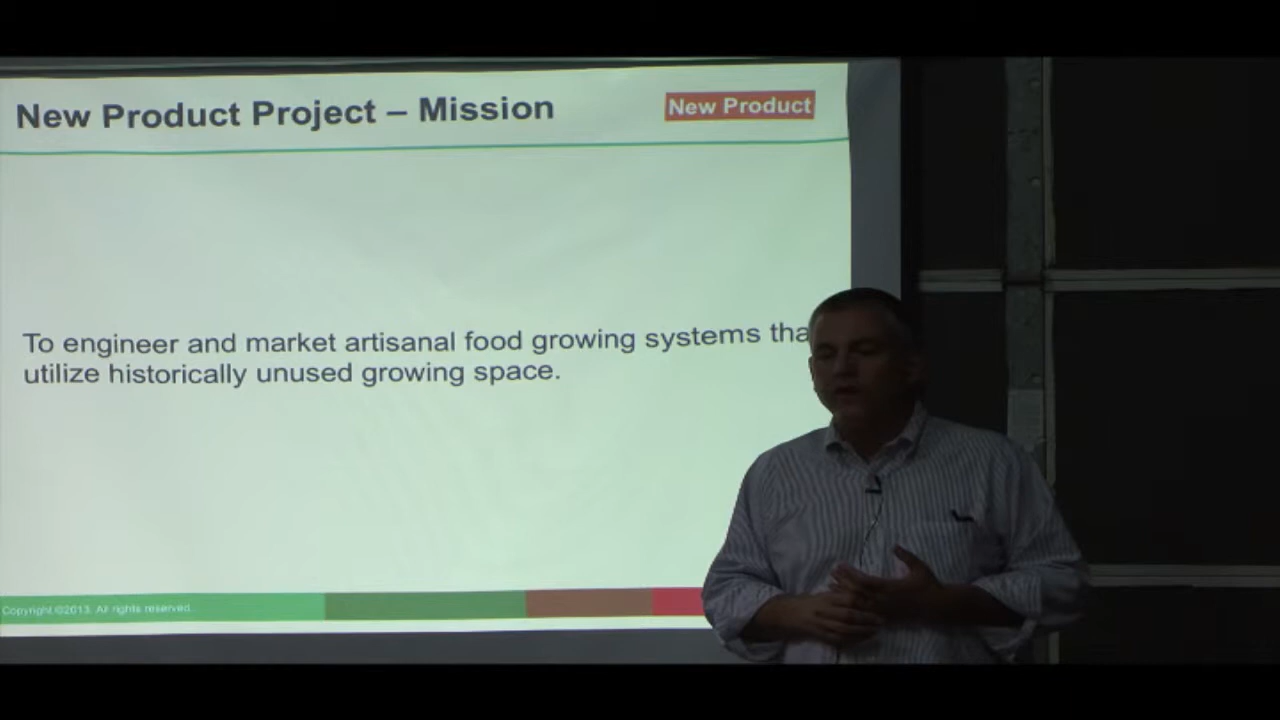 New Product Project – Mission
New Product
To engineer and market artisanal food growing systems tha
utilize historically unused growing space.
Copyright ©2013. All rights reserved.